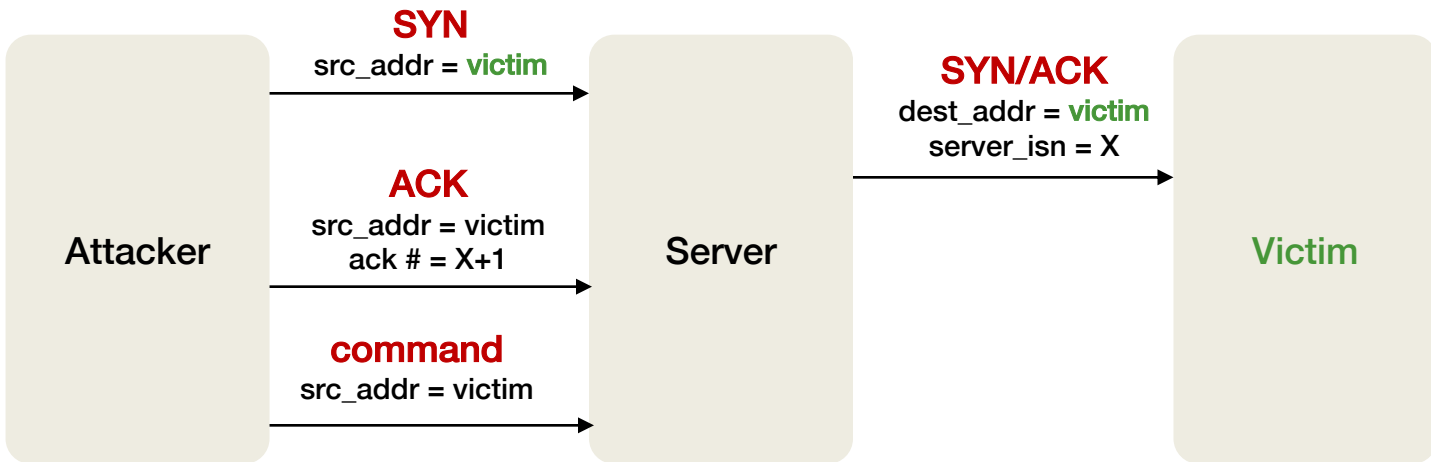 SYN
src_addr = victim
SYN/ACK
dest_addr = victim
server_isn = X
ACK
src_addr = victim
ack # = X+1
Attacker
Server
Victim
command
src_addr = victim